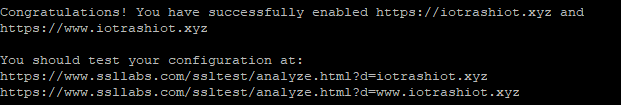 Congratulations! You have successfully enabled https://iotrashiot.xyz and
https://www.iotrashiot.xyz
You should test your configuration at:
https://www.ssllabs.com/ssltest/analyze.html?d=iotrashiot.xyz
https://www.ssllabs.com/ssltest/analyze.html?d=www.iotrashiot.xyz